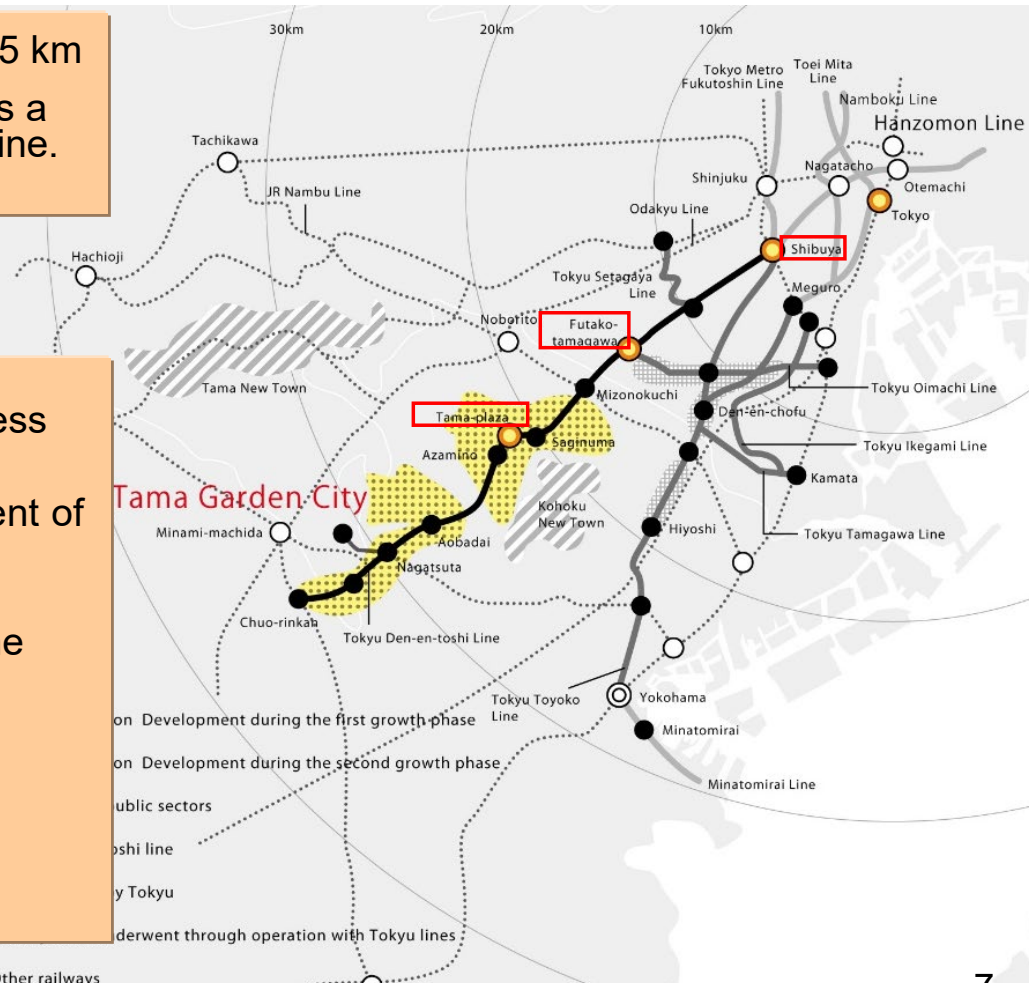 5 km
s a
ine.
ess
ent of
ne
30km
20km
10km
Tokyo Metro
Fukutoshin Line
Toei Mita
Line
Namboku Line
Hanzomon Line
Tachikawa
JR Nambu Line
Shinjuku
Nagatacho
Otemachi
Tokyo
Odakyu Line
Shibuya
Hachioji
Tokyu Setagaya
Line
Meguro
Noborito
Futako-
tamagawa
Tama New Town
Mizonokuchi
Tokyu Oimachi Line
Tama-plaza
Saginuma
Den-en-chofu
Azamino
Tokyu Ikegami Line
Kamata
Tama Garden City
Kohoku
New Town
Minami-machida
Hiyoshi
Tokyu Tamagawa Line
Aobadai
Nagatsuta
Chuo-rinkan
Tokyu Den-en-toshi Line
Tokyu Toyoko
Line
Yokohama
Minatomirai
Minatomirai Line
on Development during the first growth phase
on Development during the second growth phase
ublic sectors
oshi line
y Tokyu
derwent through operation with Tokyu lines
ther railways